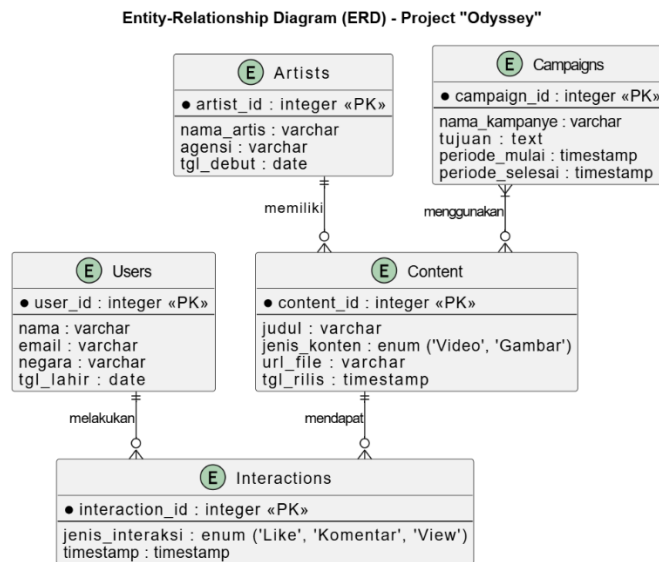 Entity-Relationship Diagram (ERD) - Project "Odyssey"
E Artists
artist_id : integer «PK»
nama_artis : varchar
agensi : varchar
tgl_debut : date
E Campaigns
campaign_id : integer «PK»
nama_kampanye : varchar
tujuan : text
periode_mulai : timestamp
periode_selesai : timestamp
memiliki
menggunakan
E Users
user_id : integer «PK»
nama : varchar
email : varchar
negara : varchar
tgl_lahir : date
E Content
content_id : integer «PK»
judul : varchar
jenis_konten : enum ('Video', 'Gambar')
url_file : varchar
tgl_rilis : timestamp
melakukan
mendapat
E Interactions
interaction_id : integer «PK»
jenis_interaksi : enum ('Like', 'Komentar', 'View')
timestamp : timestamp